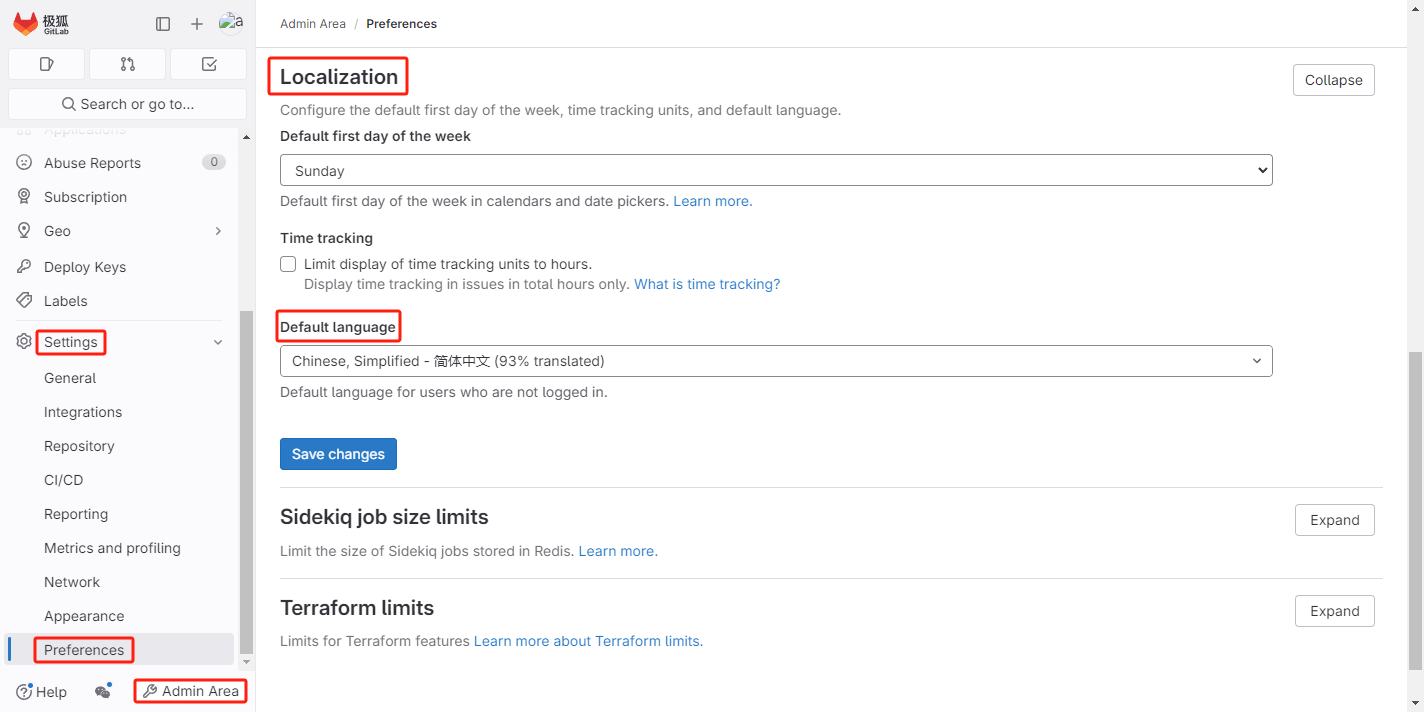 极狐
GitLab
a
Search or go to...
Applications
Abuse Reports 0
Subscription
Geo
Deploy Keys
Labels
Settings
General
Integrations
Repository
CI/CD
Reporting
Metrics and profiling
Network
Appearance
Preferences
Help
Admin Area
Admin Area / Preferences
Localization
Collapse
Configure the default first day of the week, time tracking units, and default language.
Default first day of the week
Sunday
Default first day of the week in calendars and date pickers. Learn more.
Time tracking
Limit display of time tracking units to hours.
Display time tracking in issues in total hours only. What is time tracking?
Default language
Chinese, Simplified - 简体中文 (93% translated)
Default language for users who are not logged in.
Save changes
Sidekiq job size limits
Expand
Limit the size of Sidekiq jobs stored in Redis. Learn more.
Terraform limits
Expand
Limits for Terraform features Learn more about Terraform limits.